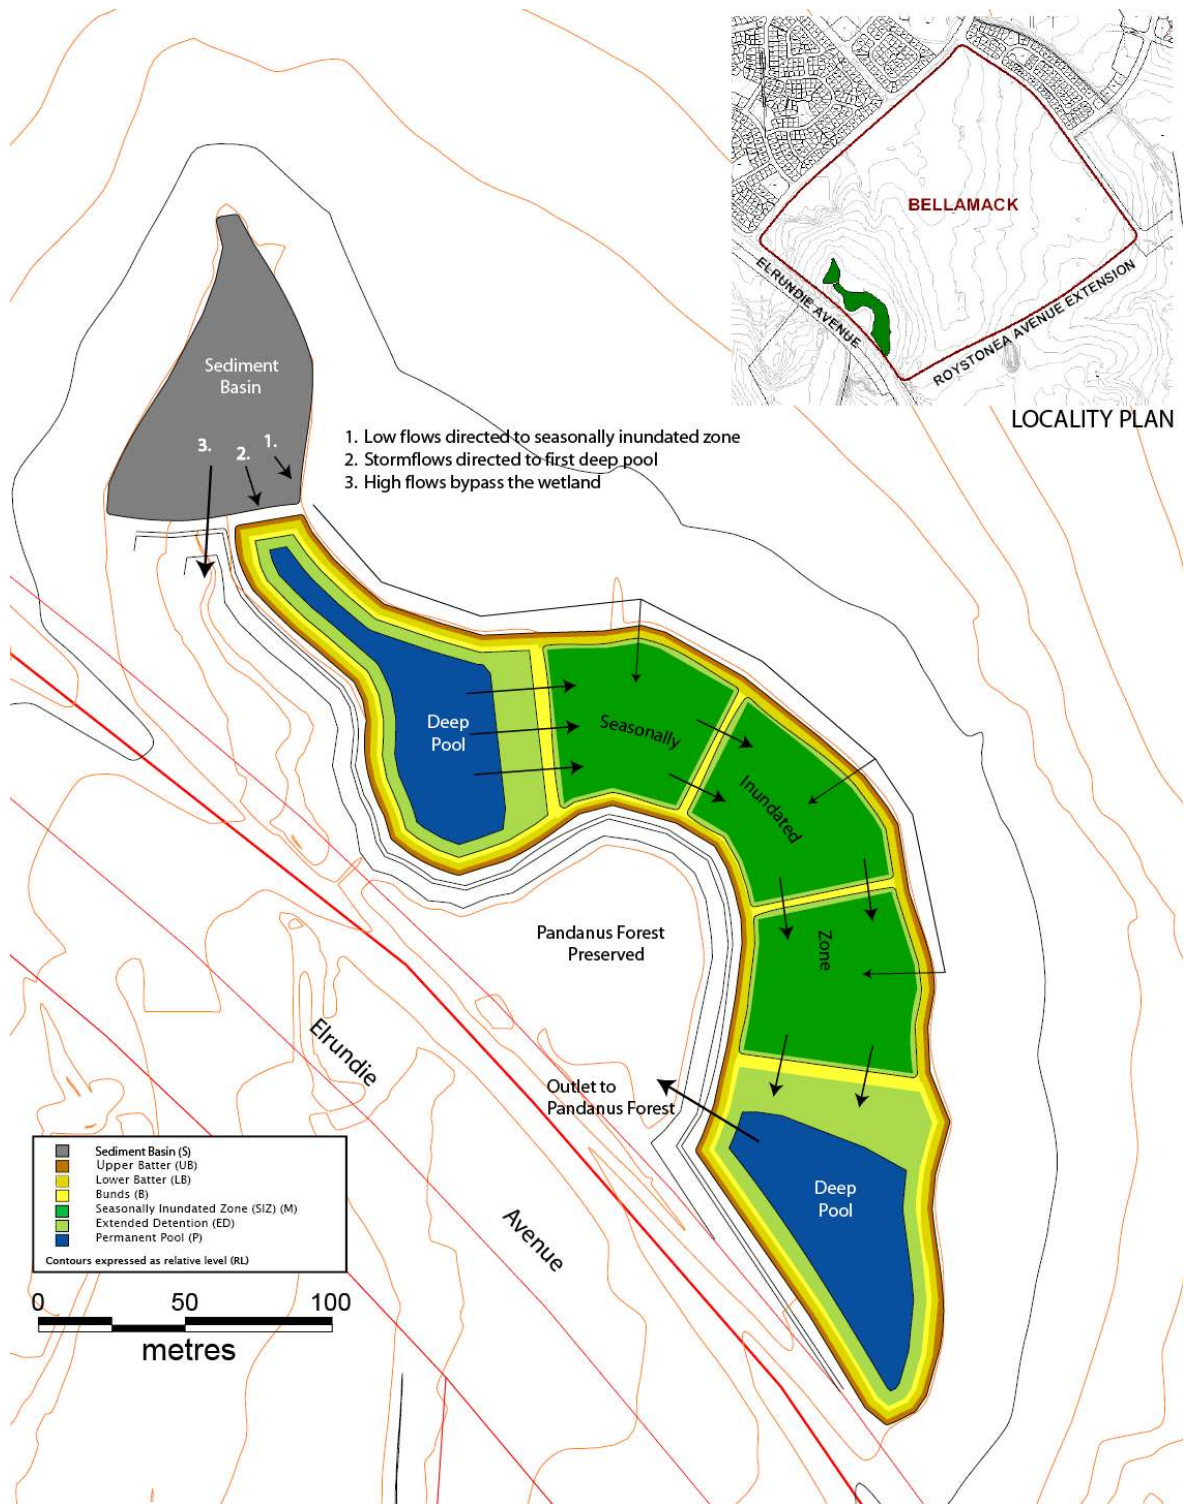 BELLAMACK
ELRUNDIE AVENUE
ROYSTONEA AVENUE EXTENSION
LOCALITY PLAN
Sediment
Basin
3.
2.
1.
1. Low flows directed to seasonally inundated zone
2. Stormflows directed to first deep pool
3. High flows bypass the wetland
Deep
Pool
Seasonally
Inundated
Zone
Pandanus Forest
Preserved
Elrundie
Avenue
Outlet to
Pandanus Forest
Deep
Pool
Sediment Basin (S)
Upper Batter (UB)
Lower Batter (LB)
Bunds (B)
Seasonally Inundated Zone (SIZ) (M)
Extended Detention (ED)
Permanent Pool (P)
Contours expressed as relative level (RL)
0 50 100
metres